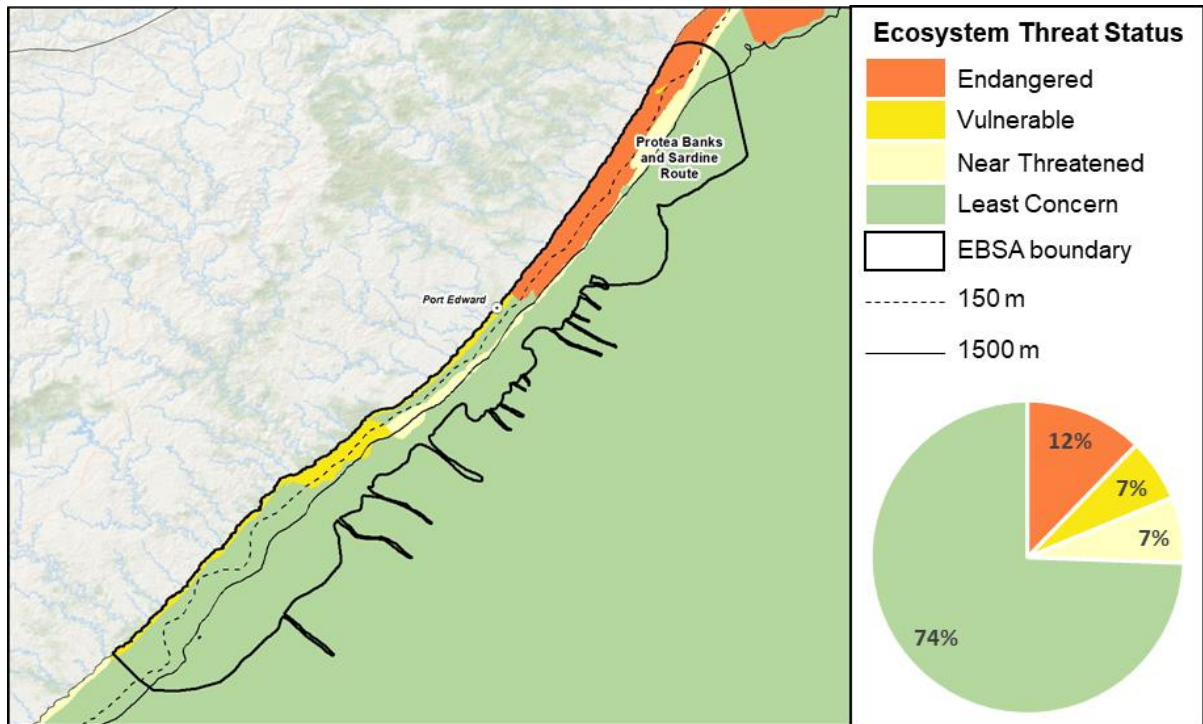 Protea Banks
and Sardine
Route
Port Edward
Ecosystem Threat Status
Endangered
Vulnerable
Near Threatened
Least Concern
EBSA boundary
150 m
1500 m
12%
7%
7%
74%